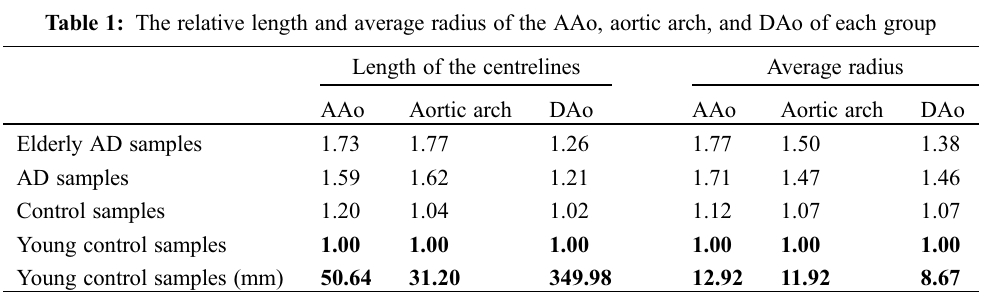 Table 1: The relative length and average radius of the AAo, aortic arch, and DAo of each group
Length of the centrelines Average radius
AAo Aortic arch DAo AAo Aortic arch DAo
Elderly AD samples 1.73 1.77 1.26 1.77 1.50 1.38
AD samples 1.59 1.62 1.21 1.71 1.47 1.46
Control samples 1.20 1.04 1.02 1.12 1.07 1.07
Young control samples 1.00 1.00 1.00 1.00 1.00 1.00
Young control samples (mm) 50.64 31.20 349.98 12.92 11.92 8.67